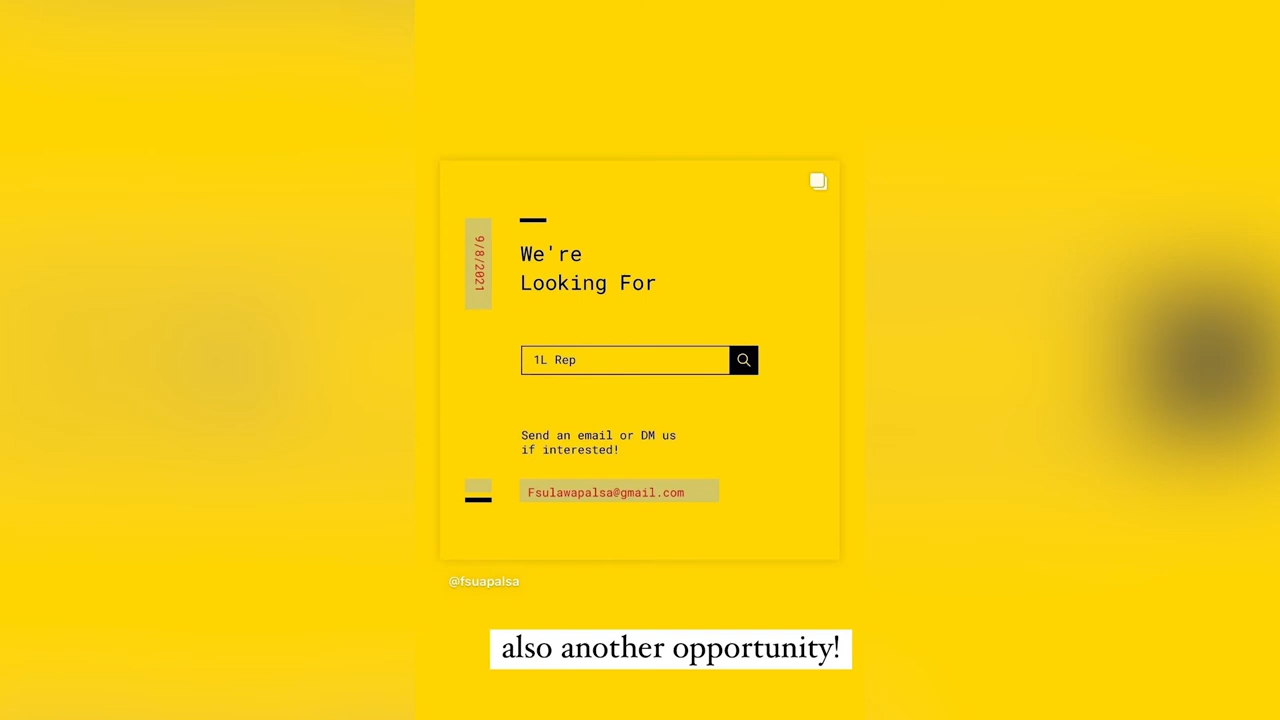 9/8/2021
We're
Looking For
1L Rep
Send an email or DM us
if interested!
Fsulawapalsa@gmail.com
@fsuapalsa
also another opportunity!